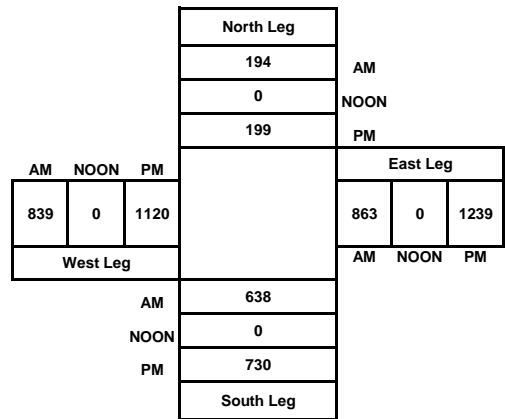 North Leg
194 AM
0 NOON
199 PM
AM NOON PM East Leg
839 0 1120 863 0 1239
West Leg AM NOON PM
AM 638
NOON 0
PM 730
South Leg